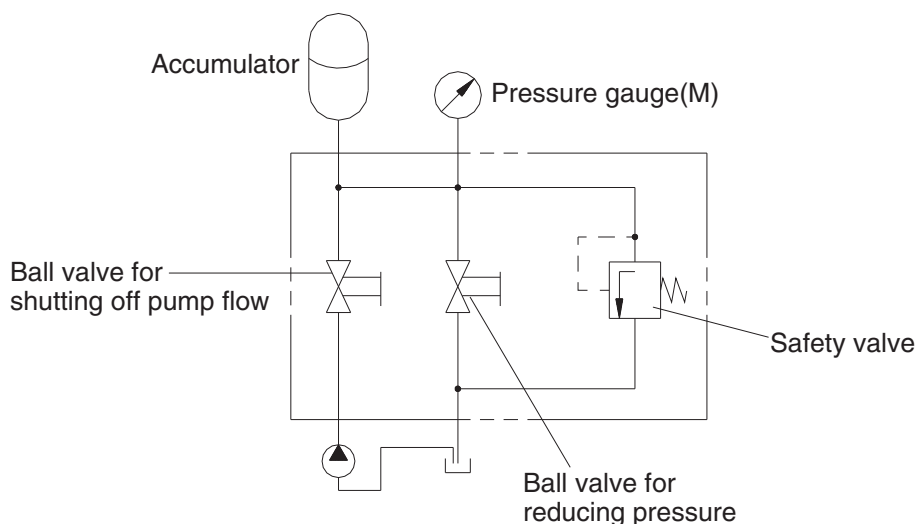 Accumulator
Pressure gauge(M)
Ball valve for
shutting off pump flow
Safety valve
Ball valve for
reducing pressure